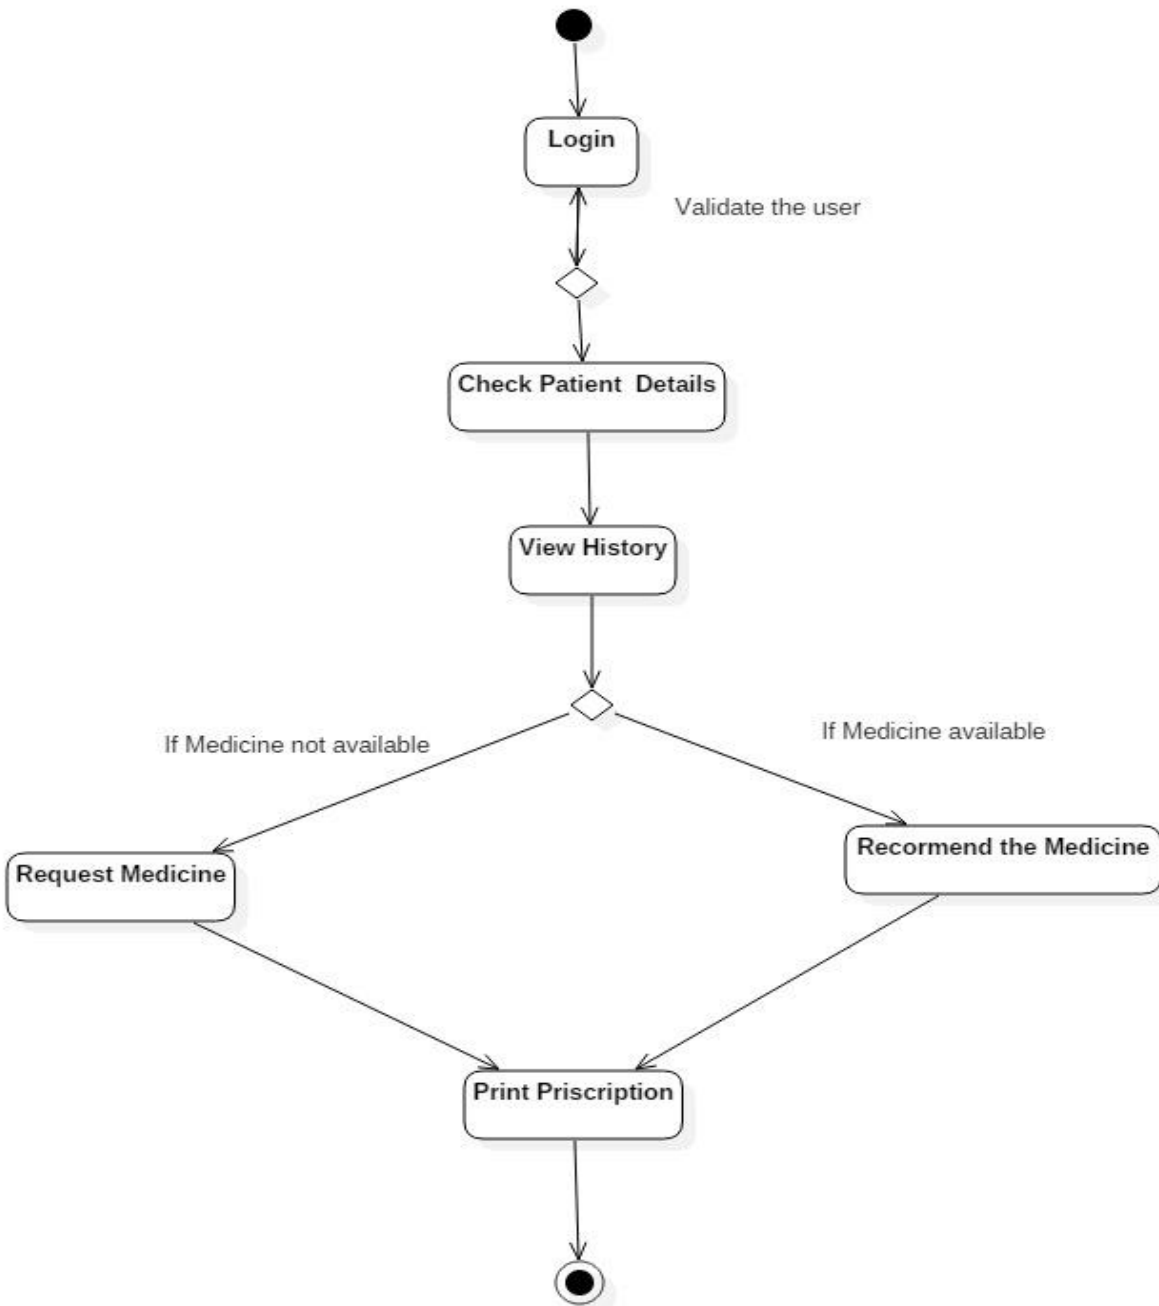 Login
Validate the user
Check Patient  Details
View History
If Medicine not available
If Medicine available
Request Medicine
Recormend the Medicine
Print Priscription